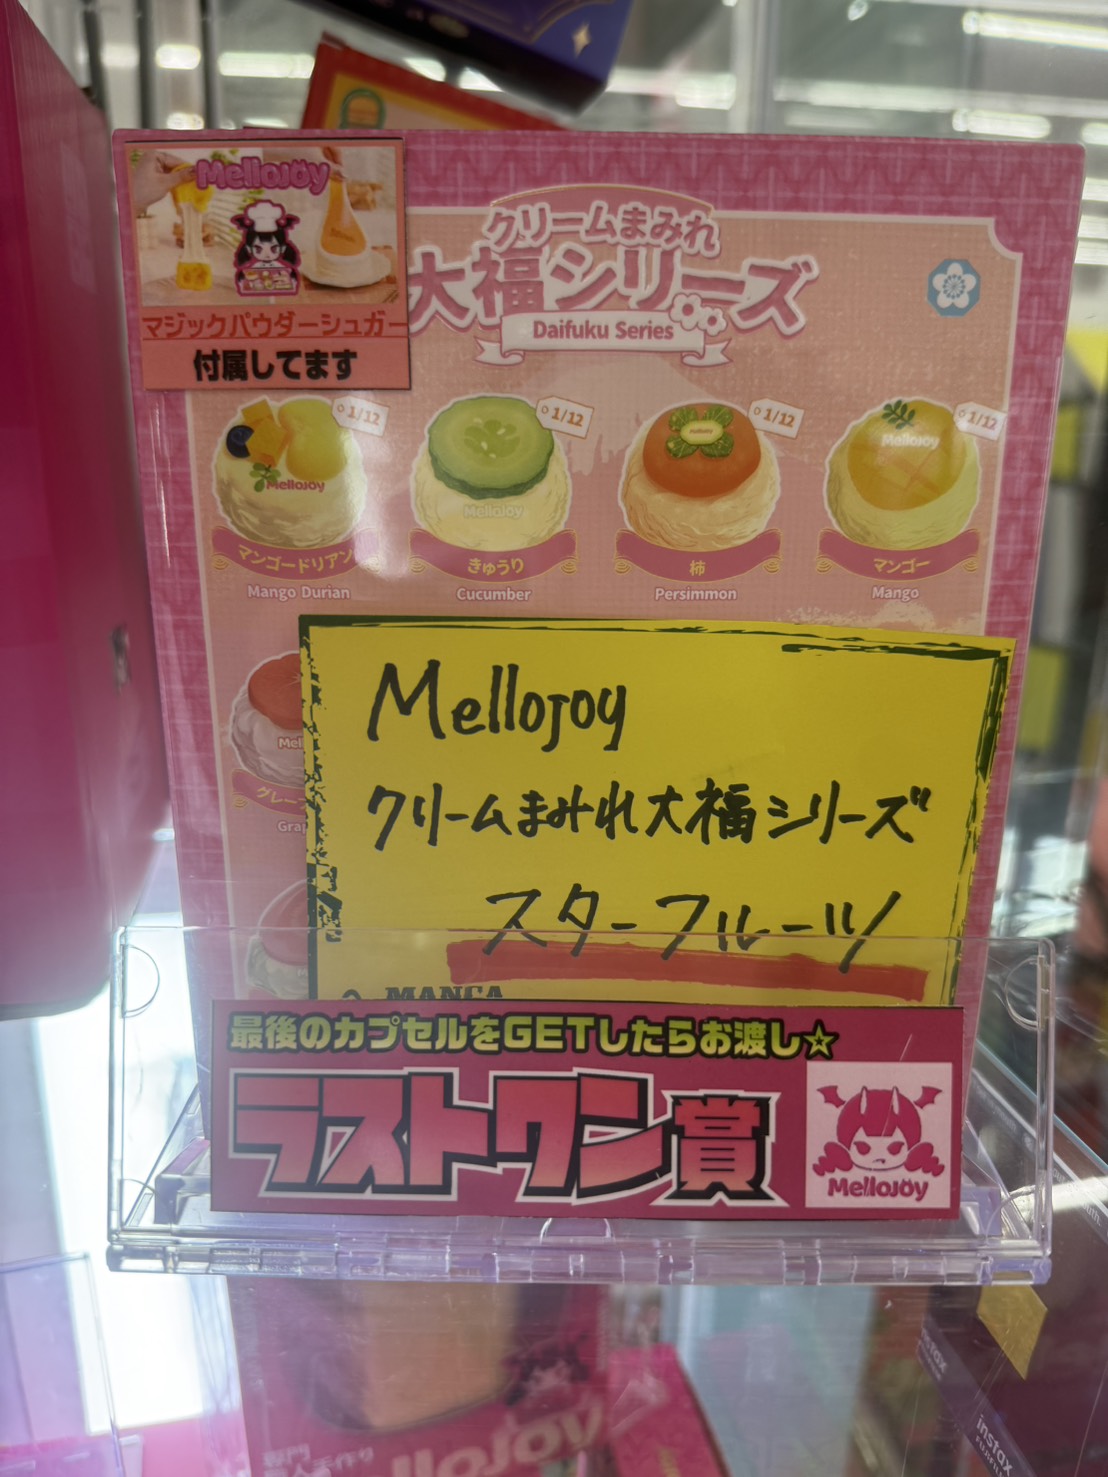 Mellojoy
マジックパウダーシュガー
付属してます
クリームまみれ
大福シリーズ
Daifuku Series
1/12
1/12
1/12
1/12
Mellojoy
Mellojoy
Mellojoy
マンゴードリアン
きゅうり
柿
マンゴー
Mango Durian
Cucumber
Persimmon
Mango
Mellojoy
クリームまみれ大福シリーズ
スターフルーツ
MANGA
最後のカプセルをGETしたらお渡し☆
ラストワン賞
Mellojoy
instax